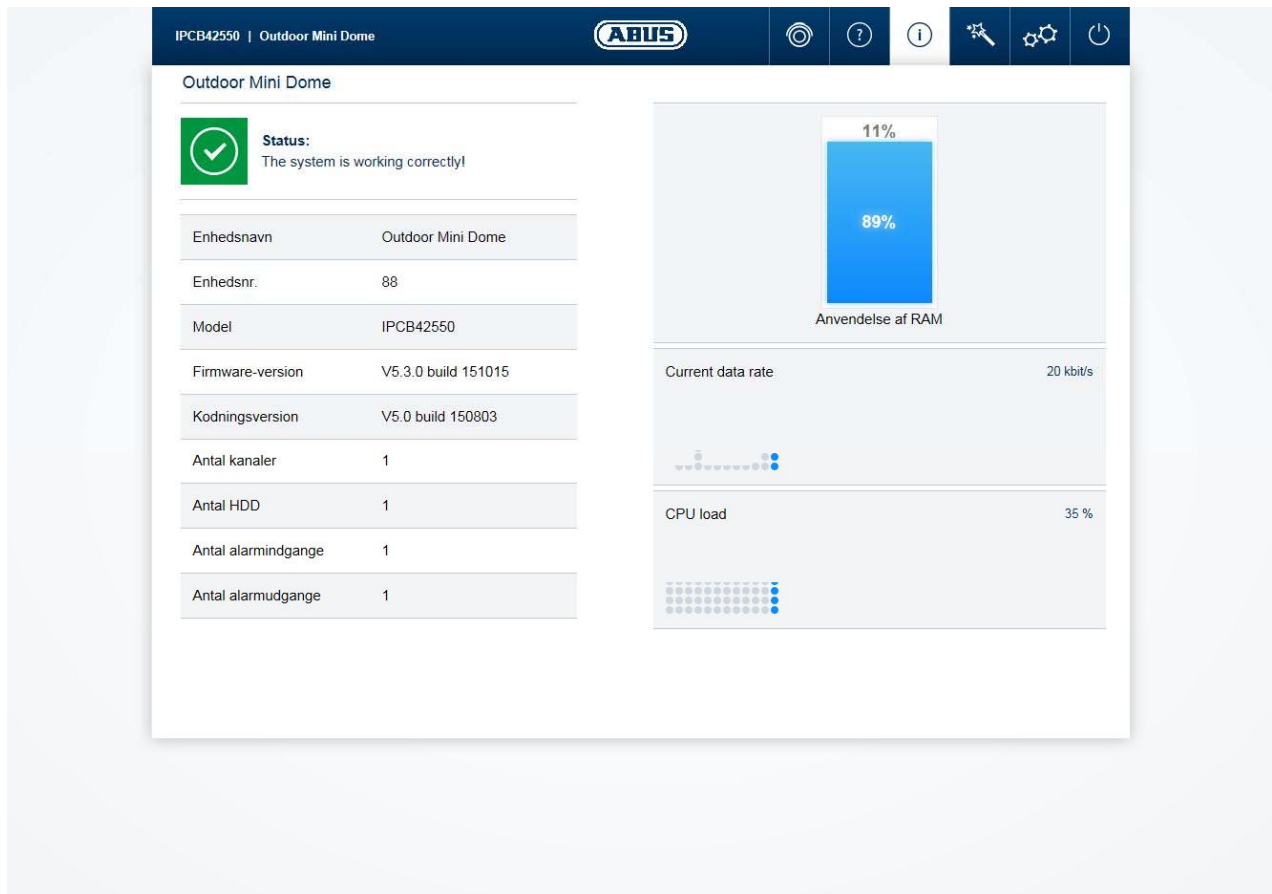 IPCB42550 | Outdoor Mini Dome
ABUS
?
i
Outdoor Mini Dome
Status:
The system is working correctly!
Enhedsnavn Outdoor Mini Dome
Enhedsnr. 88
Model IPCB42550
Firmware-version V5.3.0 build 151015
Kodningsversion V5.0 build 150803
Antal kanaler 1
Antal HDD 1
Antal alarmindgange 1
Antal alarmudgange 1
11%
89%
Anvendelse af RAM
Current data rate 20 kbit/s
CPU load 35 %